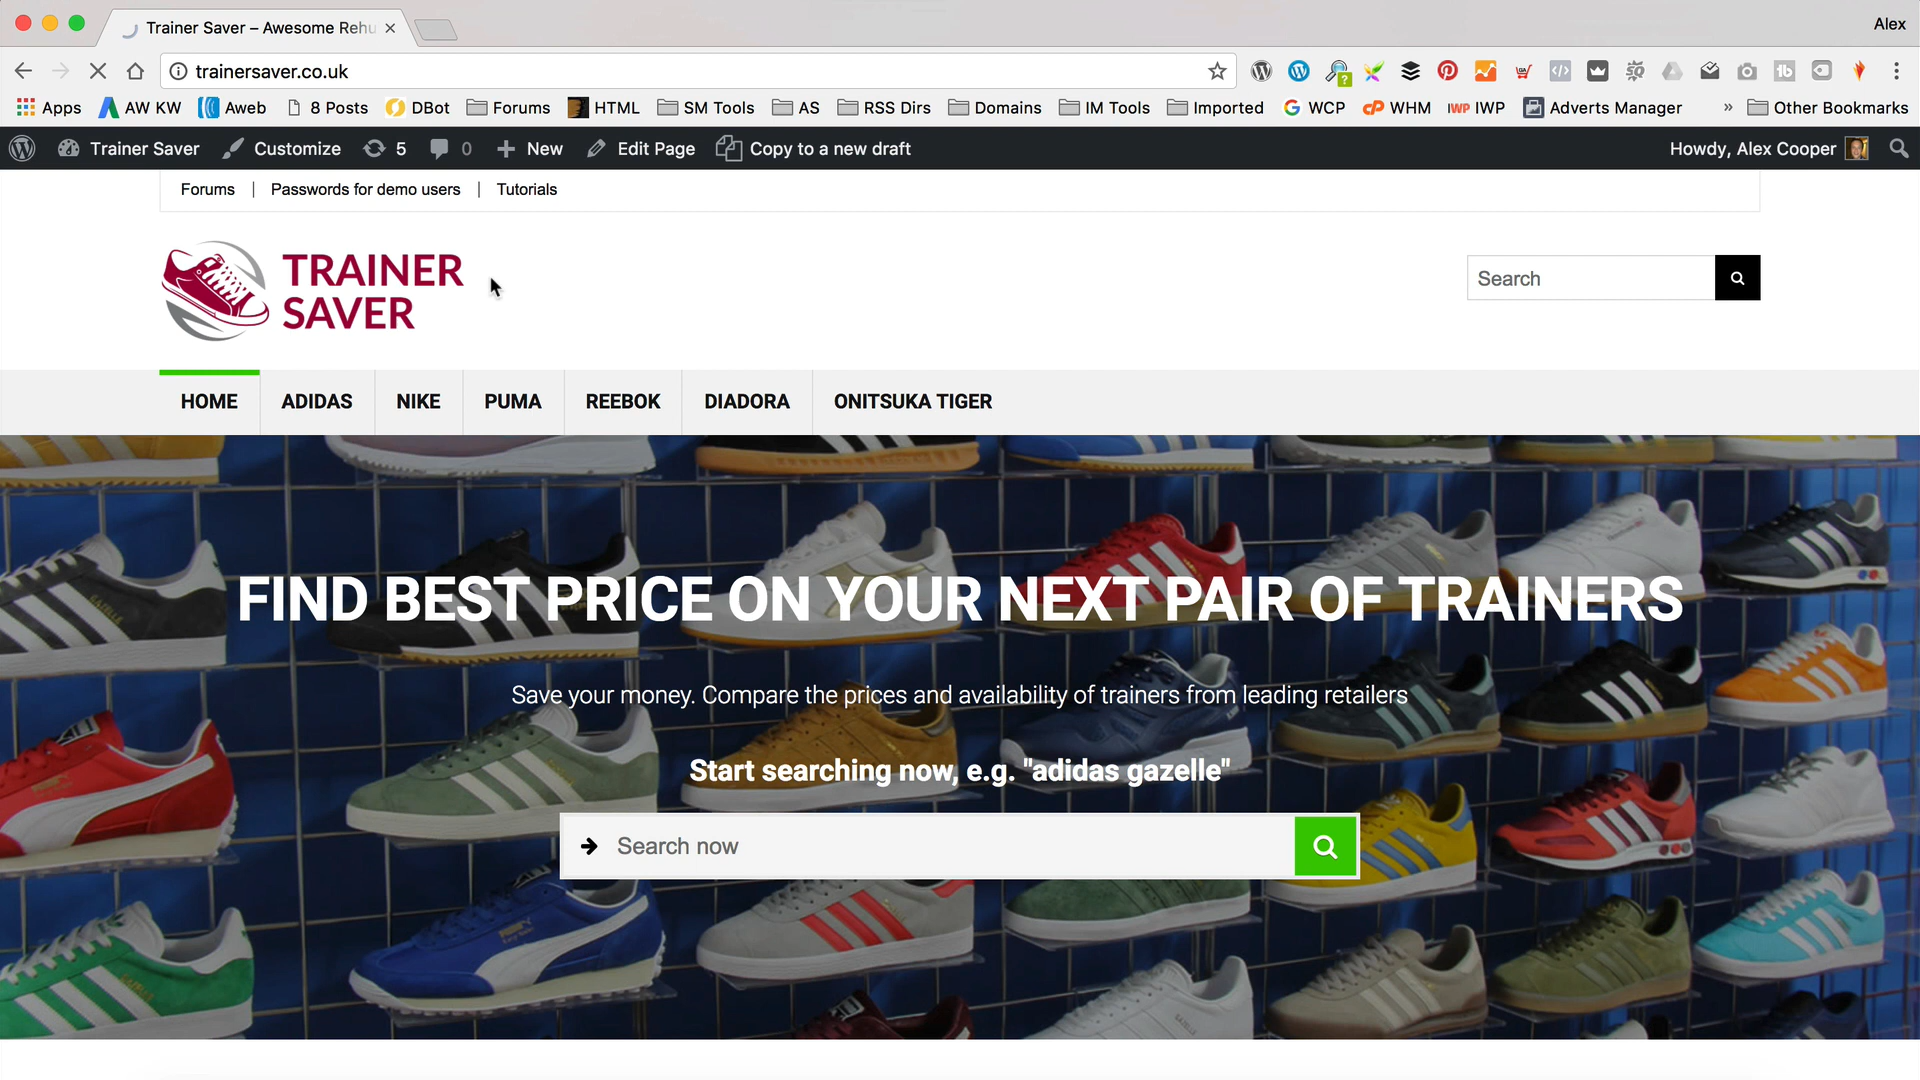 Trainer Saver – Awesome Rehu
Alex
trainersaver.co.uk
Apps AW KW Aweb 8 Posts DBot Forums HTML SM Tools AS RSS Dirs Domains IM Tools Imported WCP WHM IWP IWP Adverts Manager » Other Bookmarks
Trainer Saver Customize 5 0 New Edit Page Copy to a new draft Howdy, Alex Cooper
Forums | Passwords for demo users | Tutorials
TRAINER
SAVER
Search
HOME ADIDAS NIKE PUMA REEBOK DIADORA ONITSUKA TIGER
FIND BEST PRICE ON YOUR NEXT PAIR OF TRAINERS
Save your money. Compare the prices and availability of trainers from leading retailers
Start searching now, e.g. "adidas gazelle"
Search now